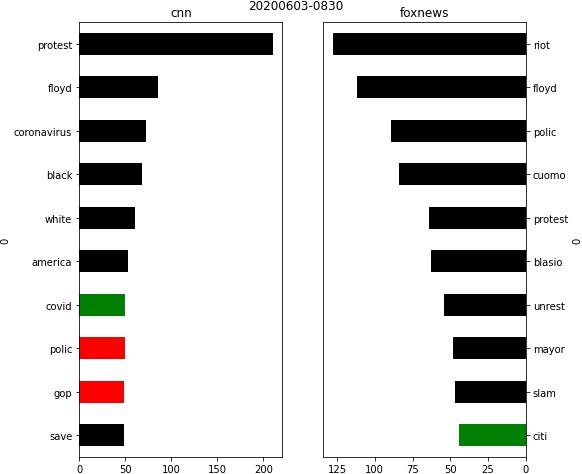 20200603-0830
cnn
foxnews
protest
floyd
coronavirus
black
white
america
covid
polic
gop
save
0
0 50 100 150 200
riot
floyd
polic
cuomo
protest
blasio
unrest
mayor
slam
citi
0
125 100 75 50 25 0